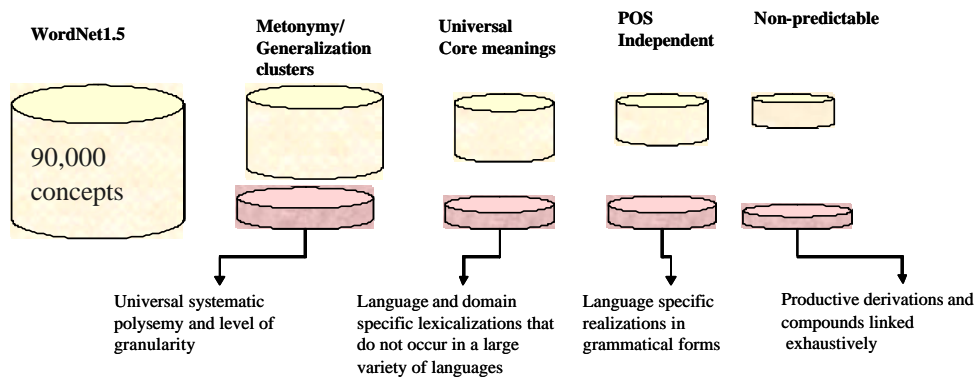 WordNet1.5
Metonymy/
Generalization
clusters
Universal
Core meanings
POS
Independent
Non-predictable
90,000
concepts
Universal systematic
polysemy and level of
granularity
Language and domain
specific lexicalizations that
do not occur in a large
variety of languages
Language specific
realizations in
grammatical forms
Productive derivations and
compounds linked
exhaustively